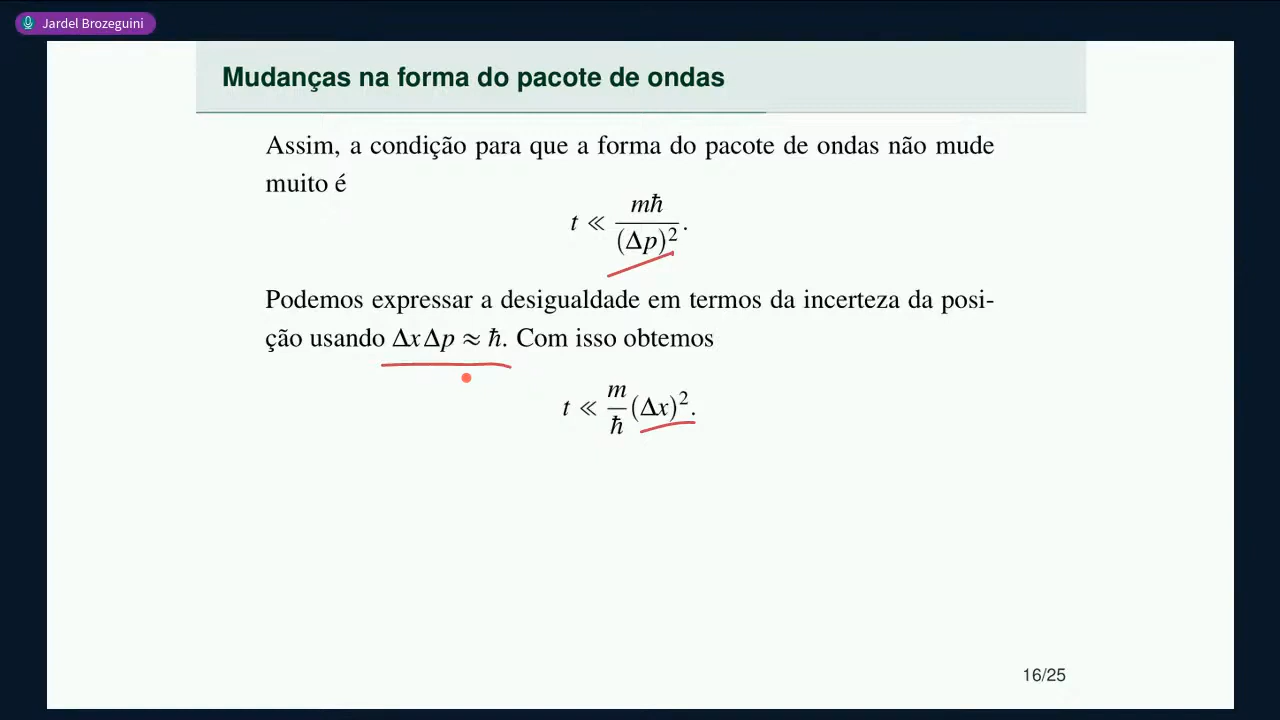 Jardel Brozeguini
Mudanças na forma do pacote de ondas
Assim, a condição para que a forma do pacote de ondas não mude
muito é
t ≪ mħ / (Δp)².
Podemos expressar a desigualdade em termos da incerteza da posi-
ção usando ΔxΔp ≈ ħ. Com isso obtemos
t ≪ m/ħ (Δx)².
16/25